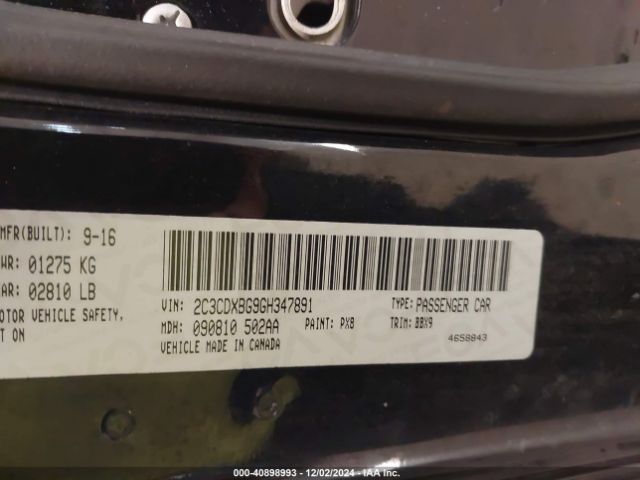 MFR(BUILT): 9-16
WR: 01275 KG
AR: 02810 LB
OTOR VEHICLE SAFETY,
T ON
VIN: 2C3CDXBG9GH347891 TYPE: PASSENGER CAR
MDH: 090810 502AA PAINT: PXB TRIM: BBX9
VEHICLE MADE IN CANADA 4658843
000-40898993 - 12/02/2024 - IAA Inc.